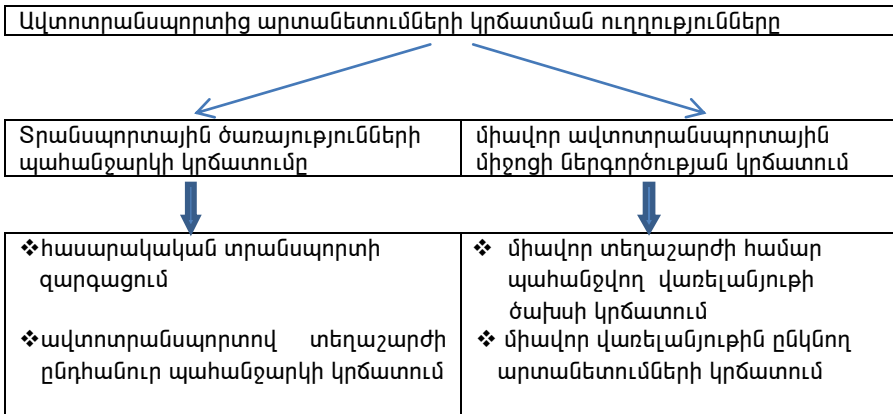 Ավտոտրանսպորտից արտանետումների կրճատման ուղղությունները
Տրանսպորտային ծառայությունների
պահանջարկի կրճատումը
միավոր ավտոտրանսպորտային
միջոցի ներգործության կրճատում
❖հասարակական տրանսպորտի
զարգացում
❖ավտոտրանսպորտով տեղաշարժի
ընդհանուր պահանջարկի կրճատում
❖ միավոր տեղաշարժի համար
պահանջվող վառելանյութի
ծախսի կրճատում
❖ միավոր վառելանյութին ընկնող
արտանետումների կրճատում